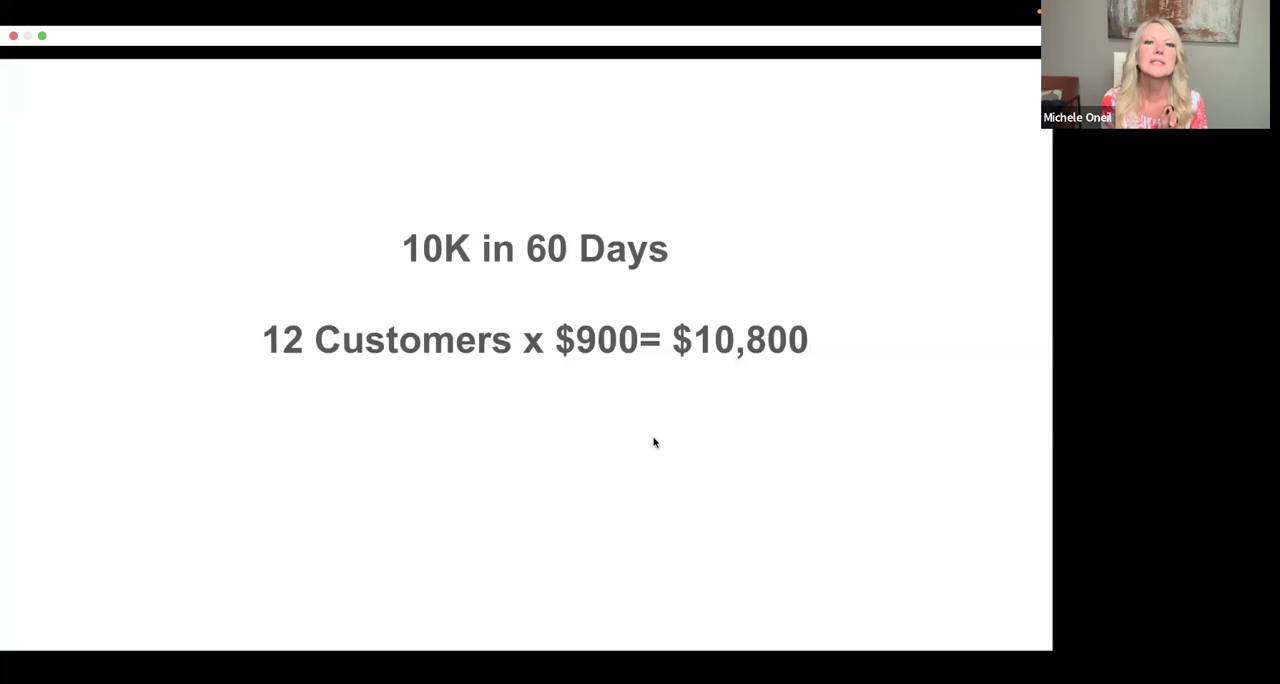 Michele Oneil
10K in 60 Days
12 Customers x $900= $10,800